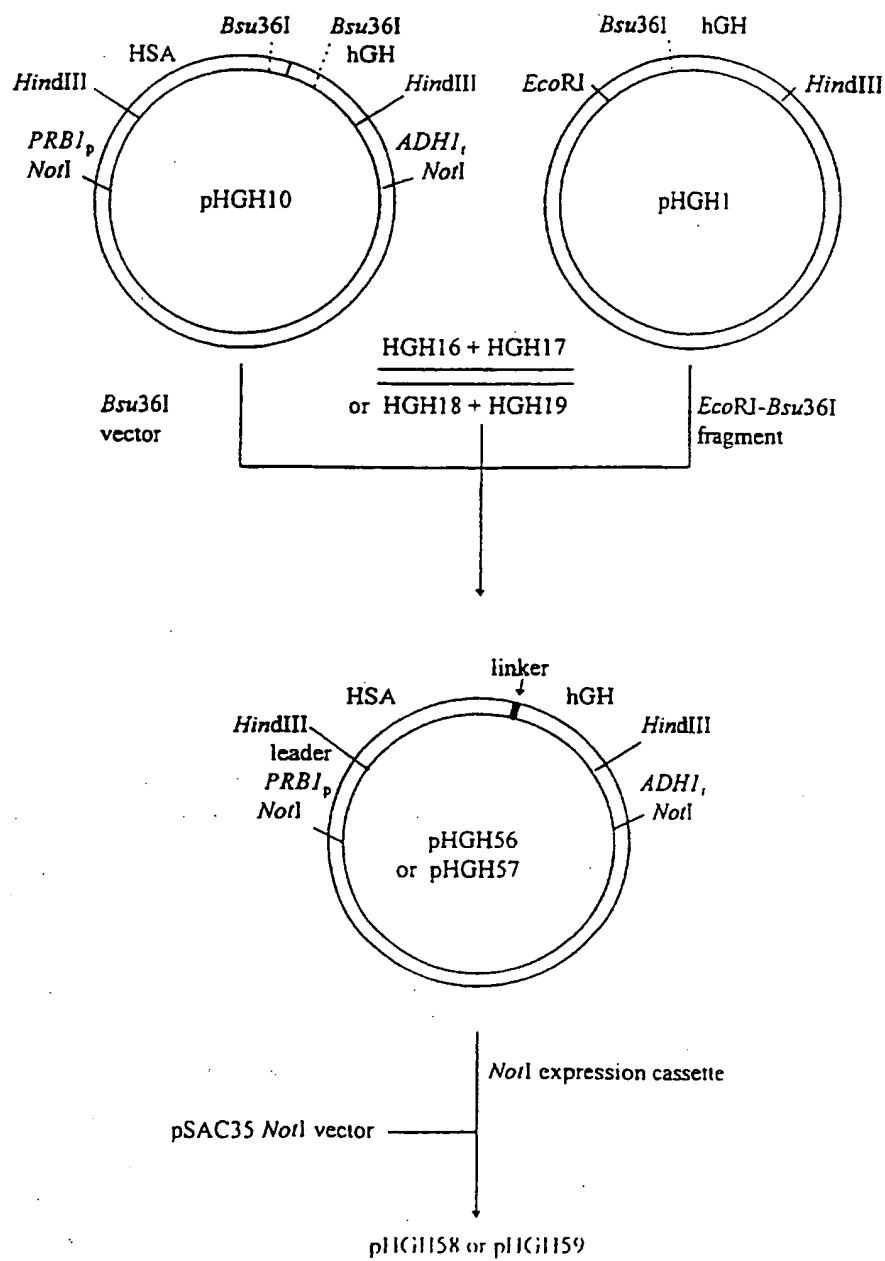 Bsu36I
Bsu36I
HSA
hGH
HindIII
HindIII
PRB1p
ADH1t
NotI
NotI
pHGH10
Bsu36I
hGH
EcoRI
HindIII
pHGH1
HGH16 + HGH17
or HGH18 + HGH19
Bsu36I
vector
EcoRI-Bsu36I
fragment
linker
HSA
hGH
HindIII
HindIII
leader
PRB1p
ADH1t
NotI
NotI
pHGH56
or pHGH57
NotI expression cassette
pSAC35 NotI vector
pHGH58 or pHGH59